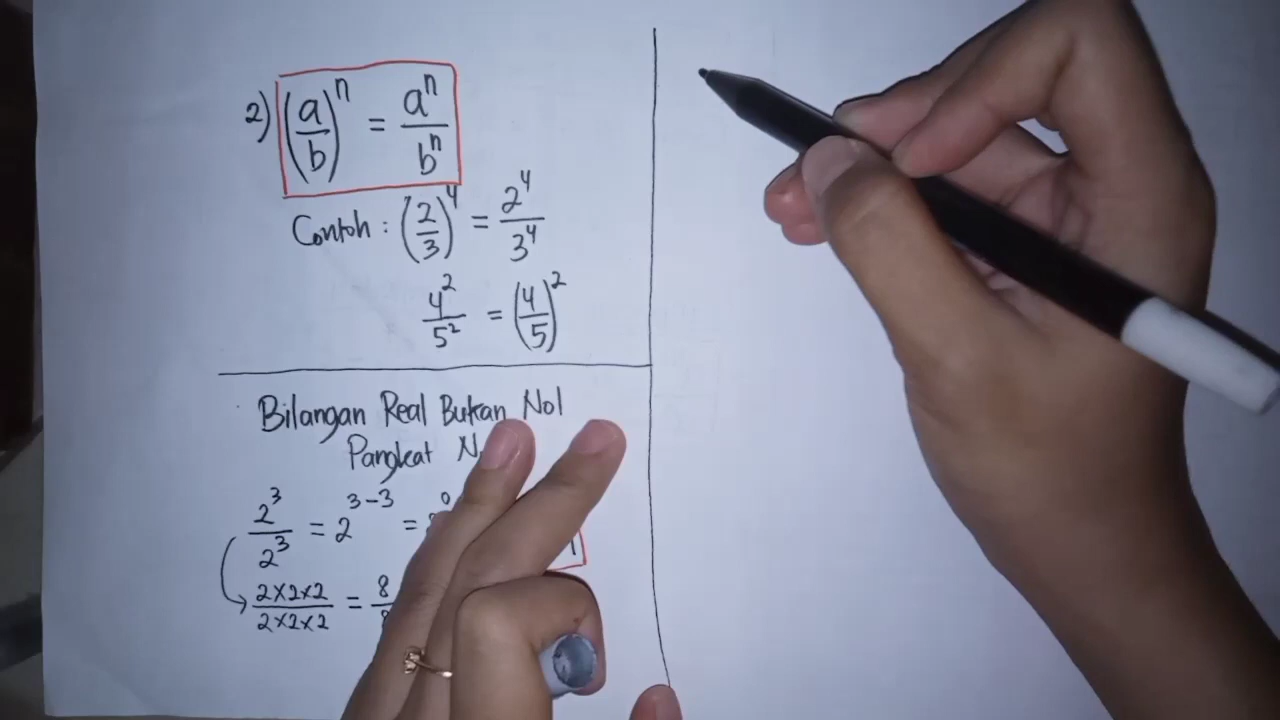 2) (a/b)^n = a^n/b^n
Contoh : (2/3)^4 = 2^4/3^4
4^2/5^2 = (4/5)^2
Bilangan Real Bukan Nol
Pangkat
2^3/2^3 = 2^(3-3) =
2×2×2/2×2×2 = 8/8